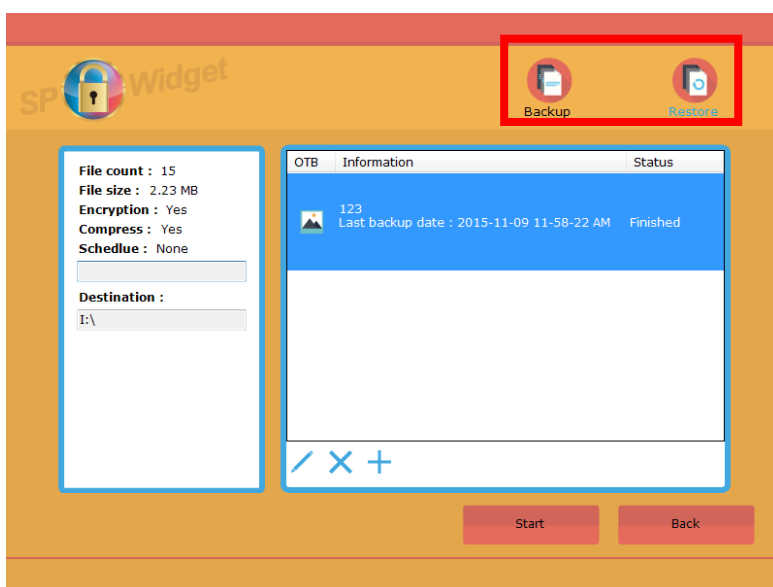 SP Widget
Backup
Restore
File count : 15
File size : 2.23 MB
Encryption : Yes
Compress : Yes
Schedlue : None
Destination :
I:\
OTB Information Status
123
Last backup date : 2015-11-09 11-58-22 AM Finished
Start
Back